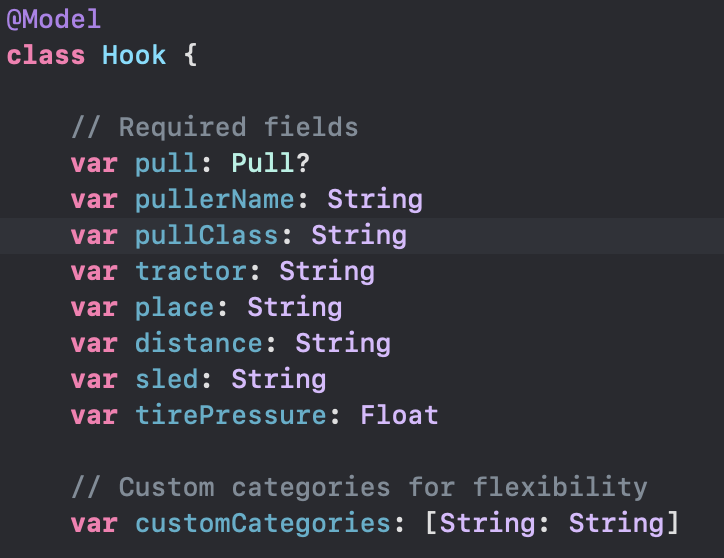 @Model
class Hook {
// Required fields
var pull: Pull?
var pullerName: String
var pullClass: String
var tractor: String
var place: String
var distance: String
var sled: String
var tirePressure: Float
// Custom categories for flexibility
var customCategories: [String: String]